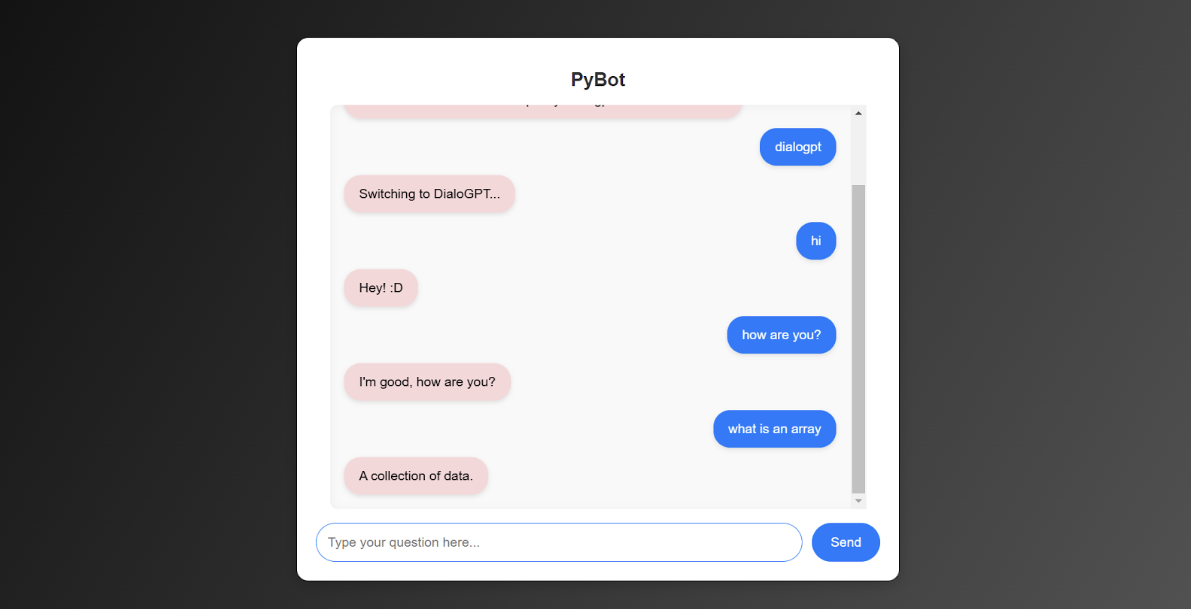 PyBot
dialogpt
Switching to DialoGPT...
hi
Hey! :D
how are you?
I'm good, how are you?
what is an array
A collection of data.
Type your question here...
Send